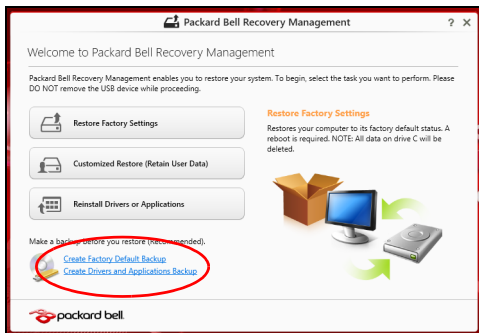 Packard Bell Recovery Management ? ×
Welcome to Packard Bell Recovery Management
Packard Bell Recovery Management enables you to restore your system. To begin, select the task you want to perform. Please
DO NOT remove the USB device while proceeding.
Restore Factory Settings
Customized Restore (Retain User Data)
Reinstall Drivers or Applications
Restore Factory Settings
Restores your computer to its factory default status. A
reboot is required. NOTE: All data on drive C will be
deleted.
Make a backup before you restore (Recommended).
Create Factory Default Backup
Create Drivers and Applications Backup
packard bell.